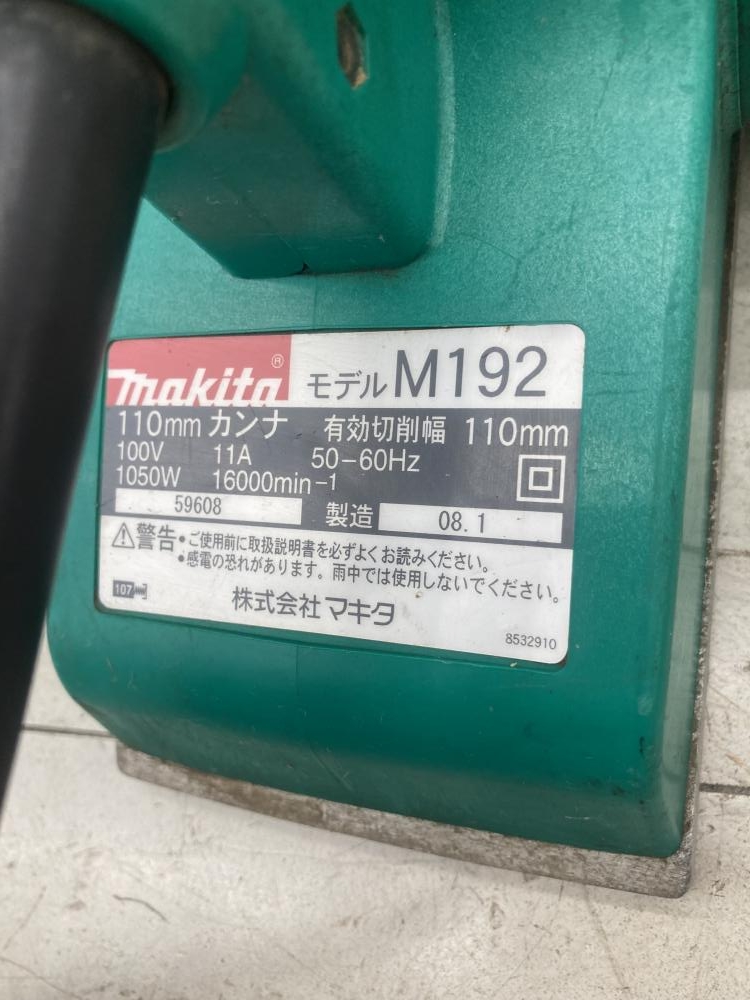 makita® モデル M192
110mm カンナ 有効切削幅 110mm
100V 11A 50-60Hz
1050W 16000min-1
59608 製造 08.1
⚠警告 •ご使用前に取扱説明書を必ずよくお読みください。
•感電の恐れがあります。雨中では使用しないでください。
107 株式会社 マキタ
8532910